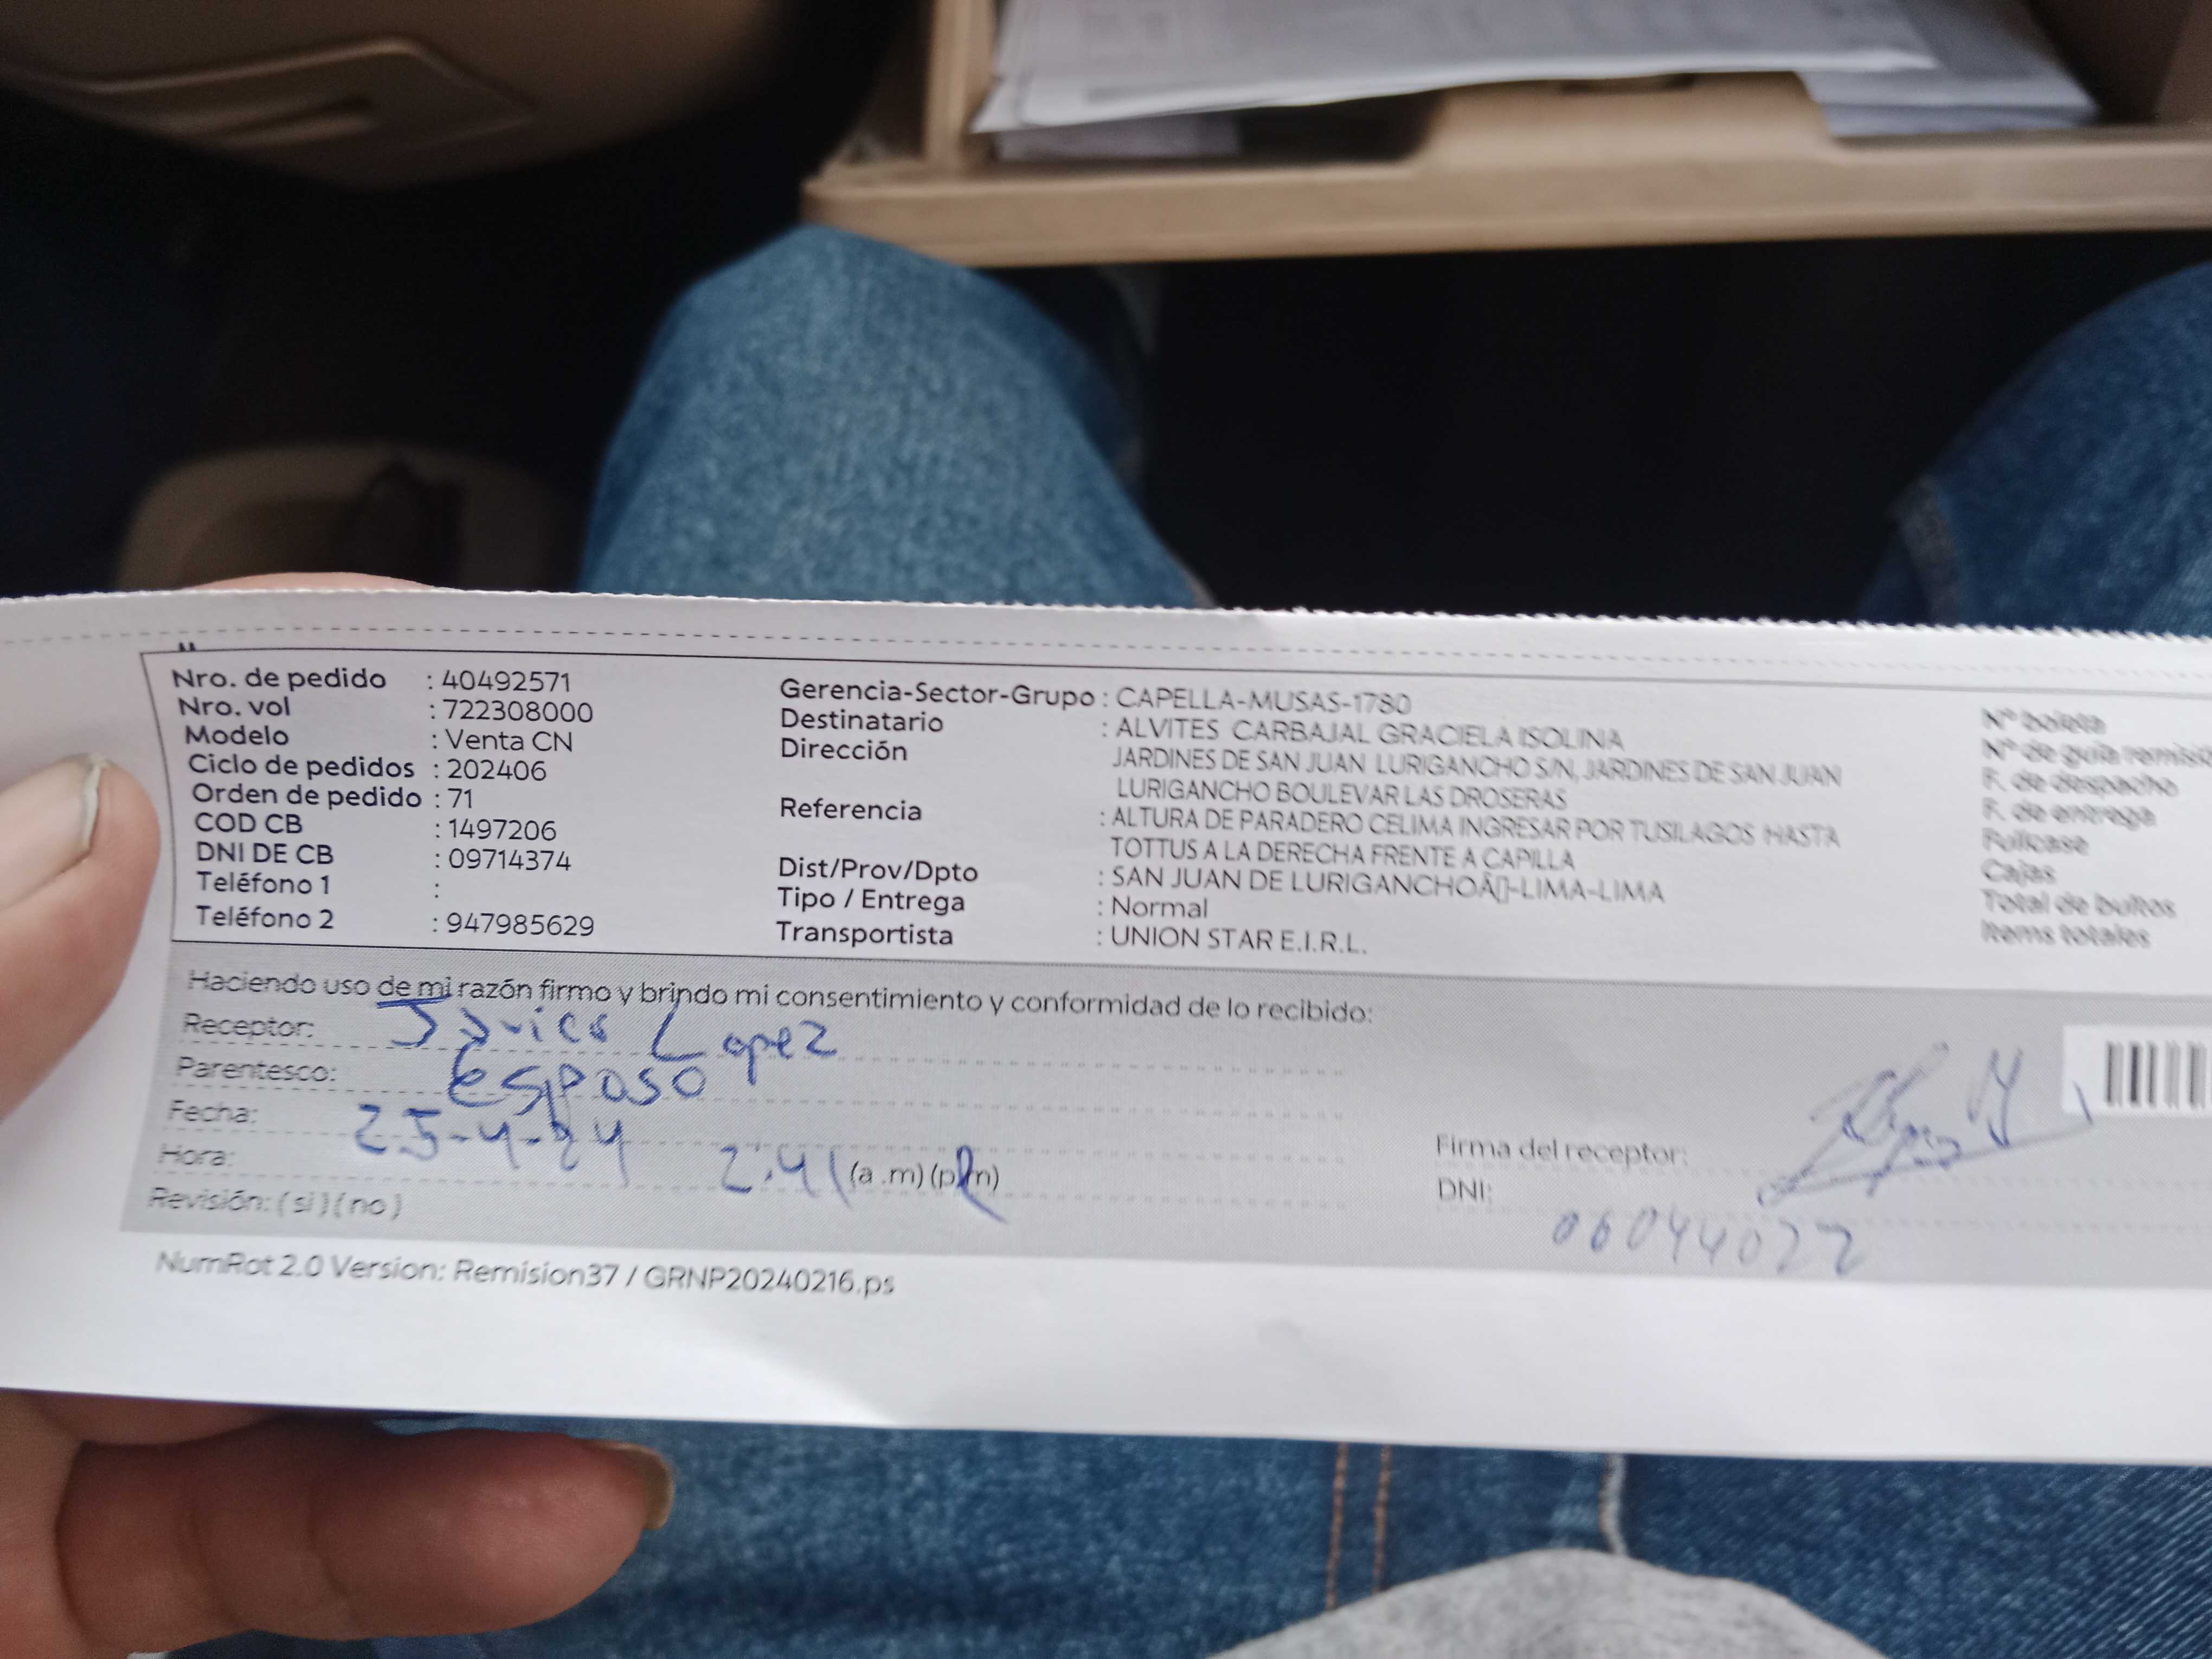 Nro. de pedido : 40492571
Nro. vol : 722308000
Modelo : Venta CN
Ciclo de pedidos : 202406
Orden de pedido : 71
COD CB : 1497206
DNI DE CB : 09714374
Teléfono 1 :
Teléfono 2 : 947985629
Gerencia-Sector-Grupo : CAPELLA-MUSAS-1780
Destinatario : ALVITES CARBAJAL GRACIELA ISOLINA
Dirección JARDINES DE SAN JUAN LURIGANCHO S/N, JARDINES DE SAN JUAN
LURIGANCHO BOULEVAR LAS DROSERAS
Referencia : ALTURA DE PARADERO CELIMA INGRESAR POR TUSILAGOS HASTA
TOTTUS A LA DERECHA FRENTE A CAPILLA
Dist/Prov/Dpto : SAN JUAN DE LURIGANCHOÂ[]-LIMA-LIMA
Tipo / Entrega : Normal
Transportista : UNION STAR E.I.R.L.
Nº boleta
Nº de guía remisi
F. de despacho
F. de entrega
Fullcase
Cajas
Total de bultos
Items totales
Haciendo uso de mi razón firmo y brindo mi consentimiento y conformidad de lo recibido:
Receptor: Lopez
Parentesco: esposo
Fecha: 25-4-24
Hora: 2:41 (a .m) (p.m)
Revisión: ( si ) ( no )
Firma del receptor:
DNI: 06044022
NumRot 2.0 Version: Remision37 / GRNP20240216.ps